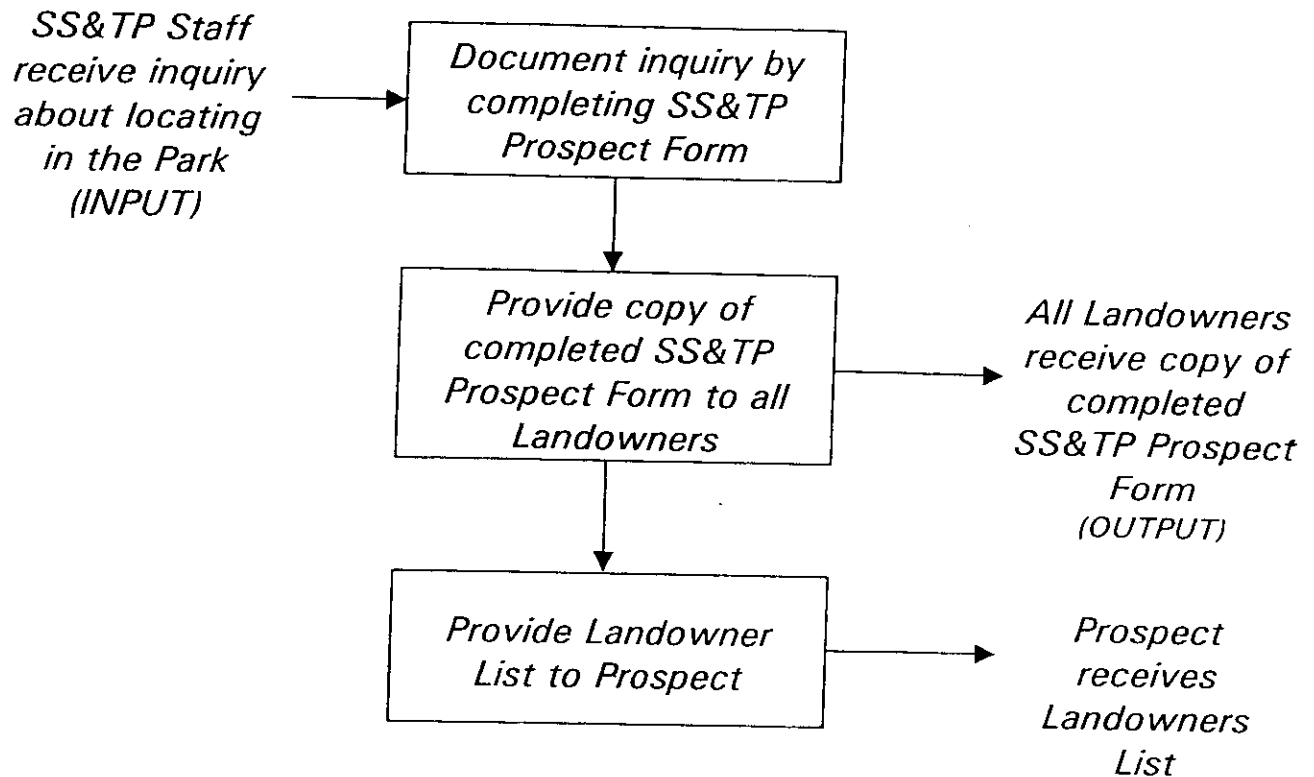 SS&TP Staff
receive inquiry
about locating
in the Park
(INPUT)
Document inquiry by
completing SS&TP
Prospect Form
Provide copy of
completed SS&TP
Prospect Form to all
Landowners
All Landowners
receive copy of
completed
SS&TP Prospect
Form
(OUTPUT)
Provide Landowner
List to Prospect
Prospect
receives
Landowners
List